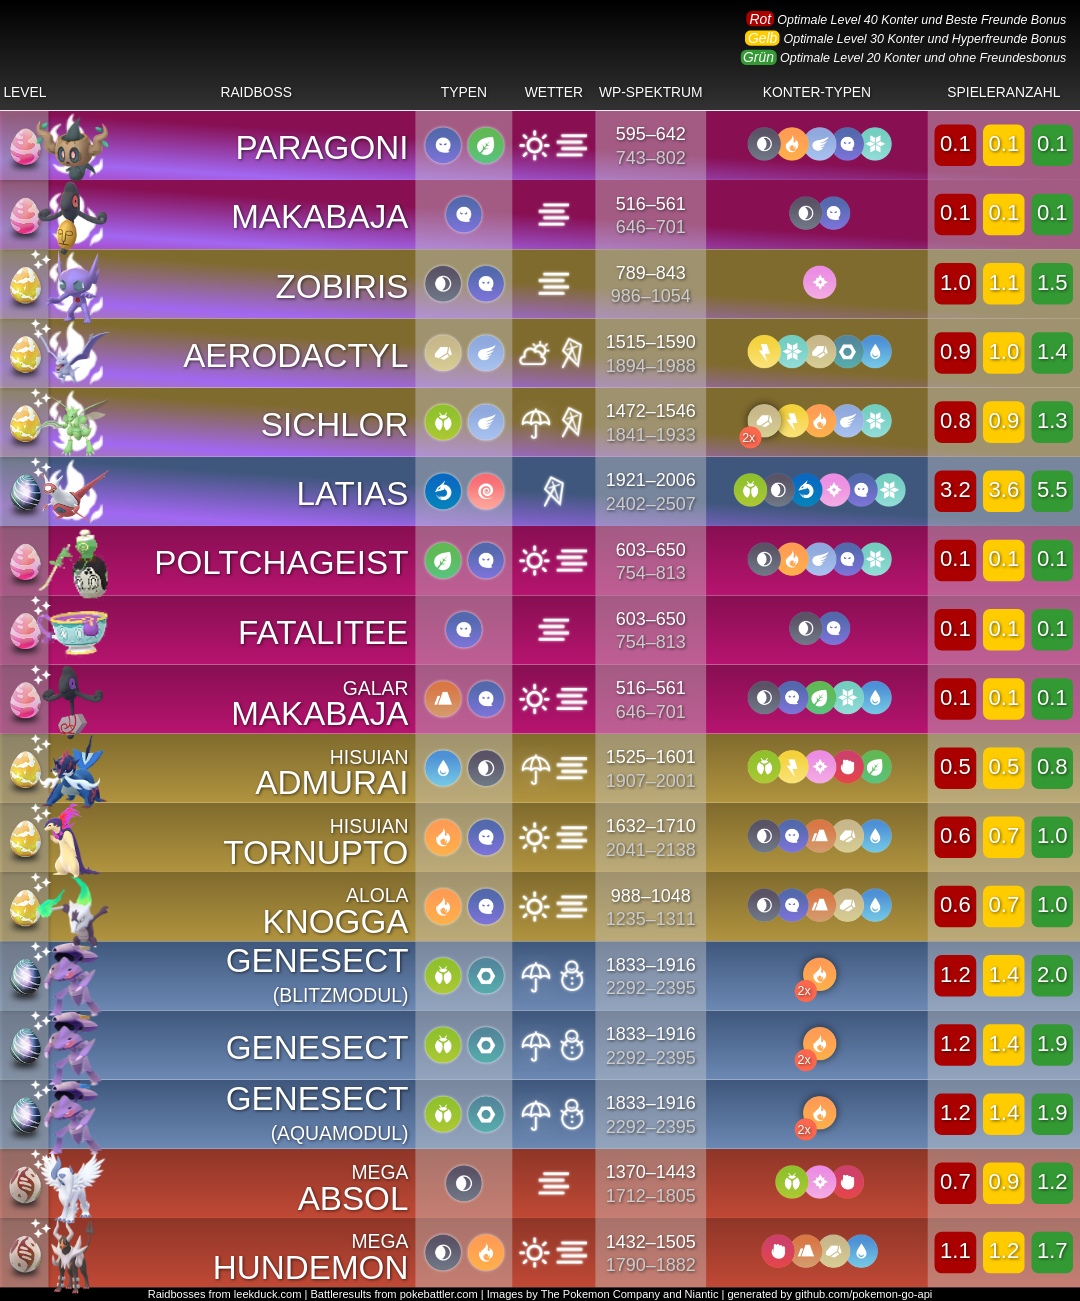 Rot Optimale Level 40 Konter und Beste Freunde Bonus
Gelb Optimale Level 30 Konter und Hyperfreunde Bonus
Grün Optimale Level 20 Konter und ohne Freundesbonus
LEVEL RAIDBOSS TYPEN WETTER WP-SPEKTRUM KONTER-TYPEN SPIELERANZAHL
PARAGONI 595–642 0.1 0.1 0.1
743–802
MAKABAJA 516–561 0.1 0.1 0.1
646–701
ZOBIRIS 789–843 1.0 1.1 1.5
986–1054
AERODACTYL 1515–1590 0.9 1.0 1.4
1894–1988
SICHLOR 1472–1546 0.8 0.9 1.3
1841–1933 2x
LATIAS 1921–2006 3.2 3.6 5.5
2402–2507
POLTCHAGEIST 603–650 0.1 0.1 0.1
754–813
FATALITEE 603–650 0.1 0.1 0.1
754–813
GALAR 516–561
MAKABAJA 646–701 0.1 0.1 0.1
HISUIAN 1525–1601
ADMURAI 1907–2001 0.5 0.5 0.8
HISUIAN 1632–1710
TORNUPTO 2041–2138 0.6 0.7 1.0
ALOLA 988–1048
KNOGGA 1235–1311 0.6 0.7 1.0
GENESECT 1833–1916 1.2 1.4 2.0
(BLITZMODUL) 2292–2395 2x
GENESECT 1833–1916 1.2 1.4 1.9
2292–2395 2x
GENESECT 1833–1916 1.2 1.4 1.9
(AQUAMODUL) 2292–2395 2x
MEGA 1370–1443
ABSOL 1712–1805 0.7 0.9 1.2
MEGA 1432–1505
HUNDEMON 1790–1882 1.1 1.2 1.7
Raidbosses from leekduck.com | Battleresults from pokebattler.com | Images by The Pokemon Company and Niantic | generated by github.com/pokemon-go-api